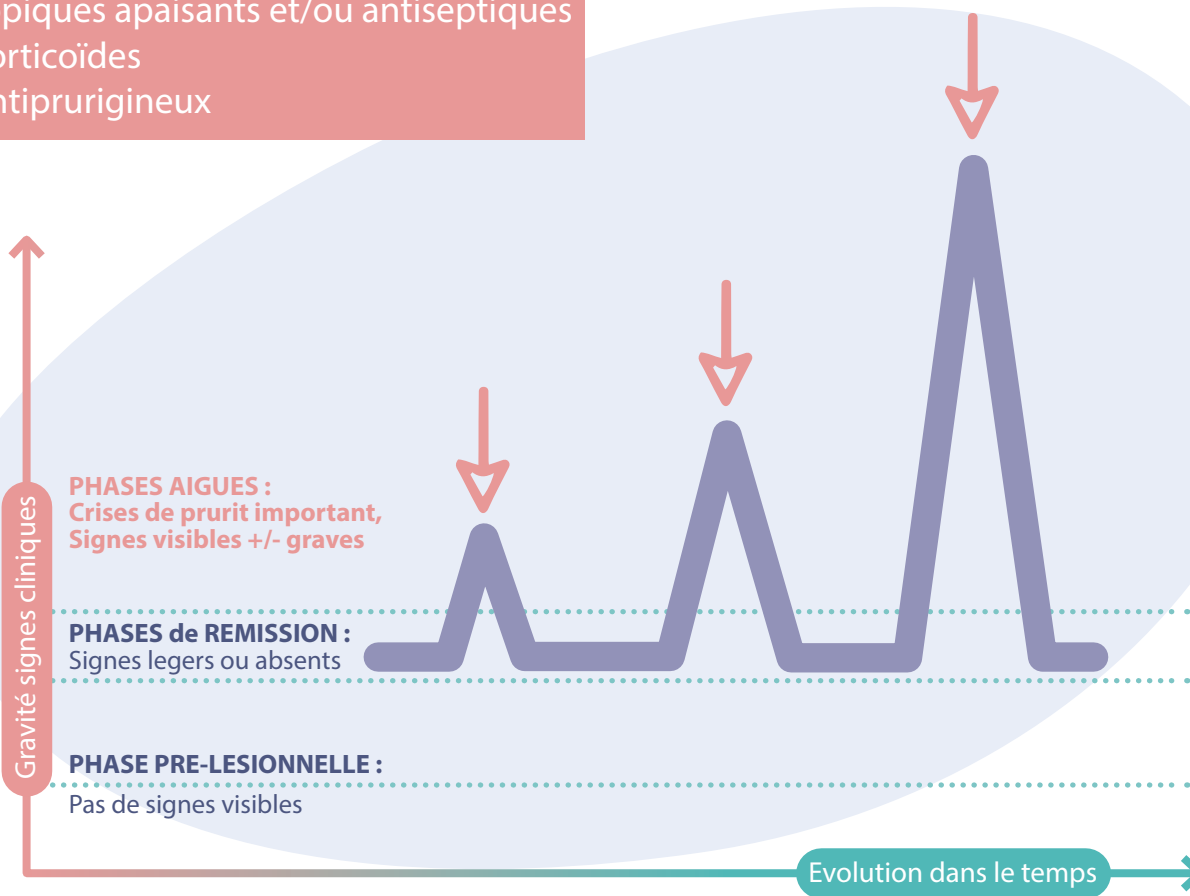 piques apaisants et/ou antiseptiques
orticoïdes
ntiprurigineux
PHASES AIGUES :
Crises de prurit important,
Signes visibles +/- graves
PHASES de REMISSION :
Signes legers ou absents
PHASE PRE-LESIONNELLE :
Pas de signes visibles
Gravité signes cliniques
Evolution dans le temps